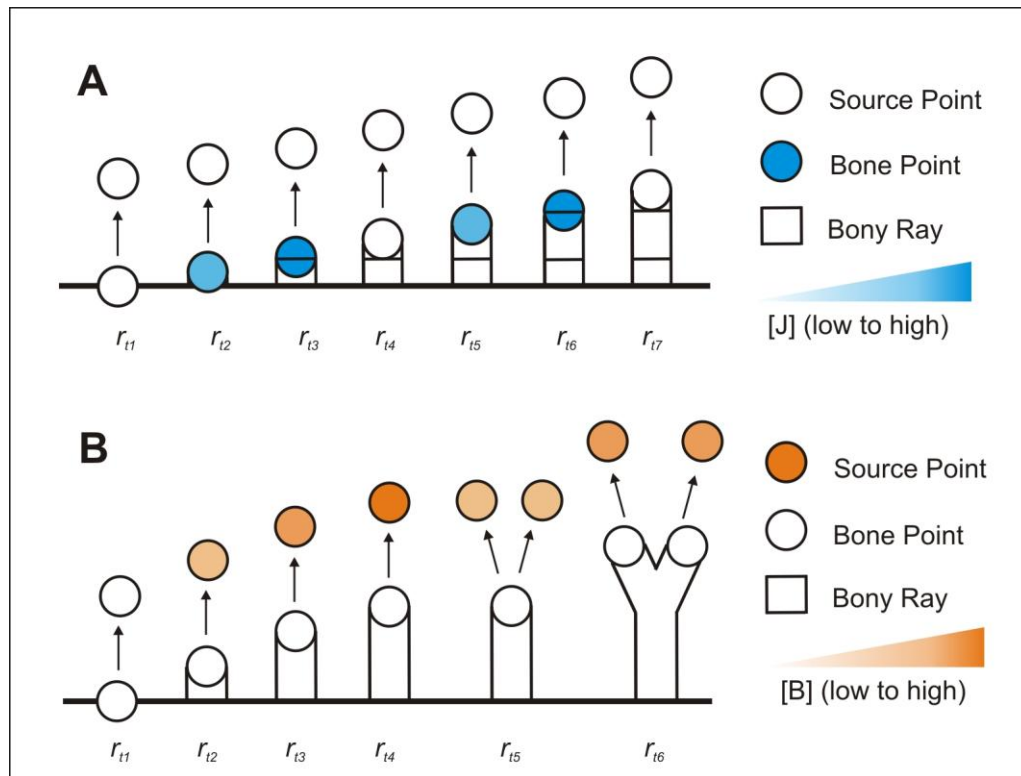 A
Source Point
Bone Point
Bony Ray
[J] (low to high)
rt1 rt2 rt3 rt4 rt5 rt6 rt7
B
Source Point
Bone Point
Bony Ray
[B] (low to high)
rt1 rt2 rt3 rt4 rt5 rt6